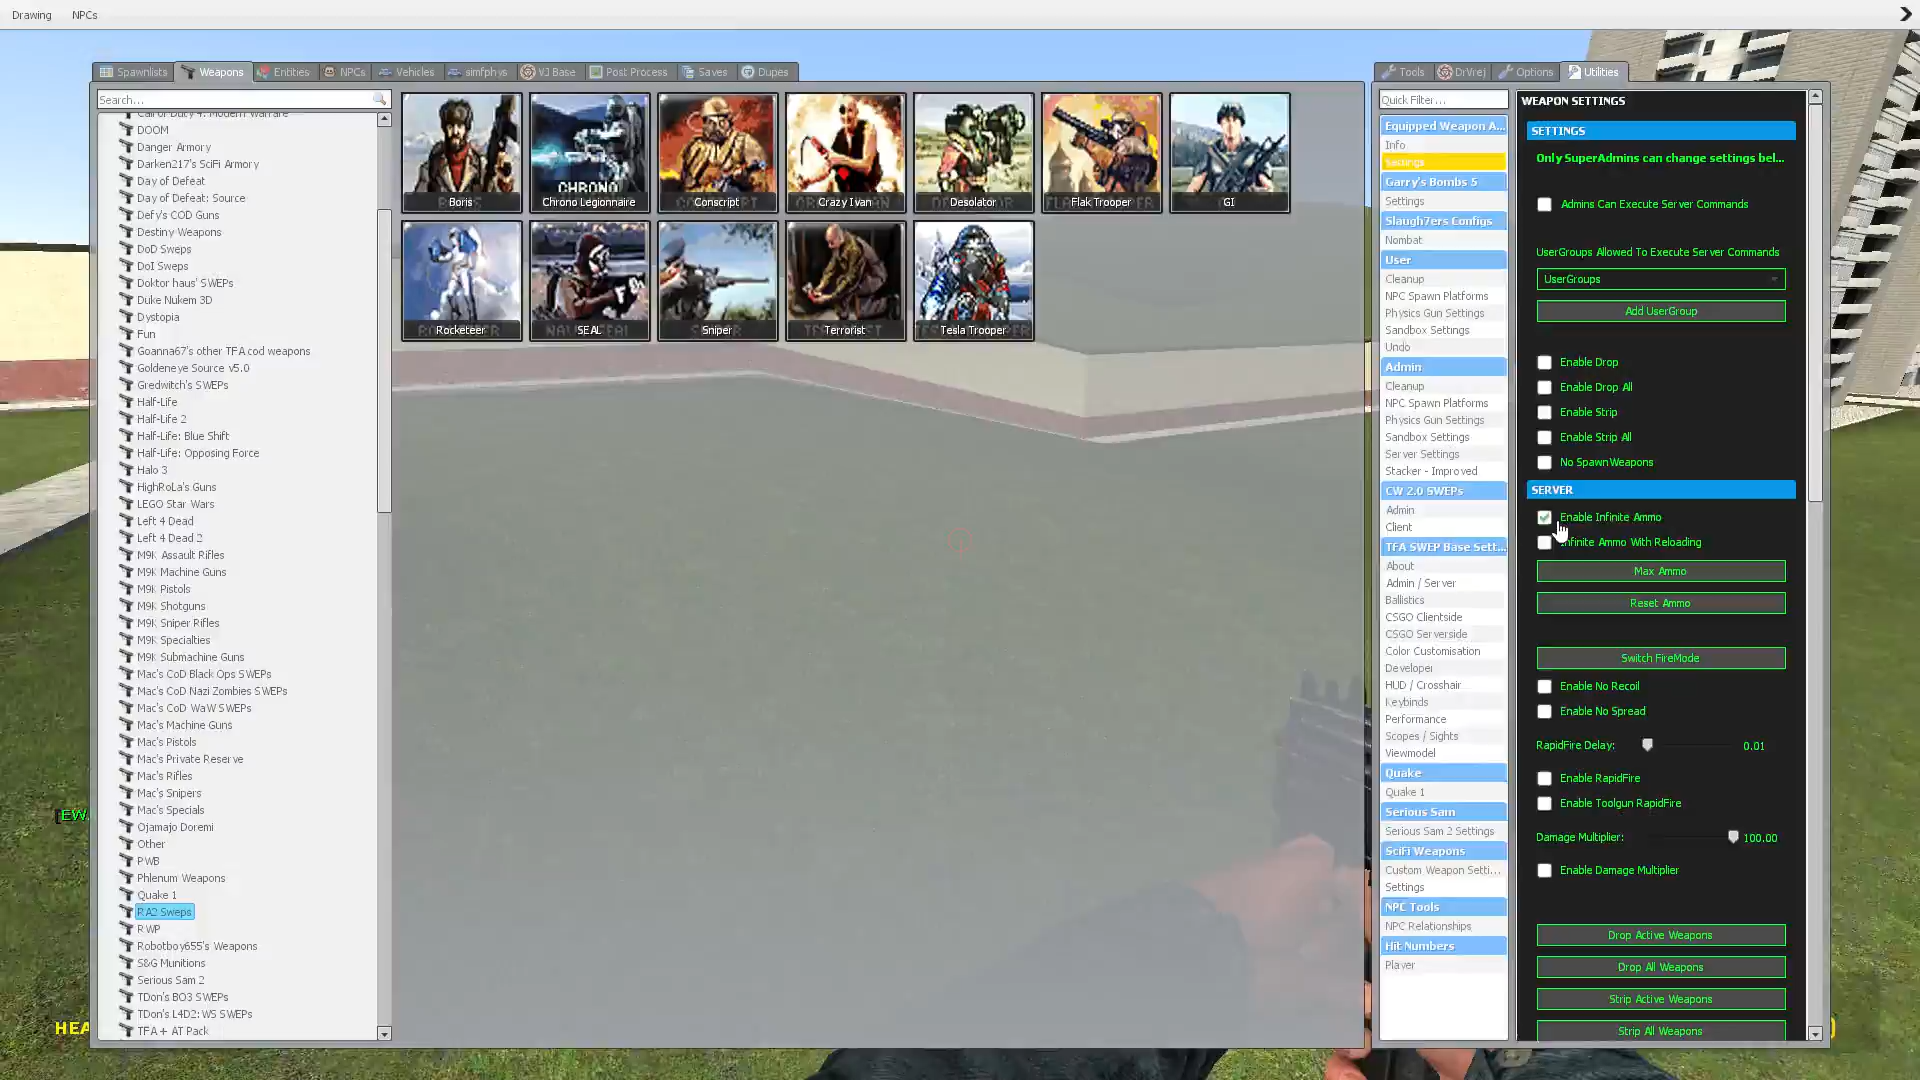 Drawing NPCs
Spawnlists Weapons Entities NPCs Vehicles simfphys VJ Base Post Process Saves Dupes
Tools DrVrej Options Utilities
Search...
Call of Duty 4: Modern Warfare
DOOM
Danger Armory
Darken217's SciFi Armory
Day of Defeat
Day of Defeat: Source
Defy's COD Guns
Destiny Weapons
DoD Sweps
DoI Sweps
Doktor haus' SWEPs
Duke Nukem 3D
Dystopia
Fun
Goanna67's other TFA cod weapons
Goldeneye Source v5.0
Gredwitch's SWEPs
Half-Life
Half-Life 2
Half-Life: Blue Shift
Half-Life: Opposing Force
Halo 3
HighRoLa's Guns
LEGO Star Wars
Left 4 Dead
Left 4 Dead 2
M9K Assault Rifles
M9K Machine Guns
M9K Pistols
M9K Shotguns
M9K Sniper Rifles
M9K Specialties
M9K Submachine Guns
Mac's CoD Black Ops SWEPs
Mac's CoD Nazi Zombies SWEPs
Mac's CoD WaW SWEPs
Mac's Machine Guns
Mac's Pistols
Mac's Private Reserve
Mac's Rifles
Mac's Snipers
Mac's Specials
Ojamajo Doremi
Other
PWB
Phlenum Weapons
Quake 1
RA2 Sweps
RWP
Robotboy655's Weapons
S&G Munitions
Serious Sam 2
TDon's BO3 SWEPs
TDon's L4D2: WS SWEPs
TFA + AT Pack
CHRONO
Boris Chrono Legionnaire Conscript Crazy Ivan Desolator Flak Trooper GI
Rocketeer SEAL Sniper Terrorist Tesla Trooper
[EW
HEA
Quick Filter...
Equipped Weapon A...
Info
Settings
Garry's Bombs 5
Settings
Slaugh7ers Configs
Nombat
User
Cleanup
NPC Spawn Platforms
Physics Gun Settings
Sandbox Settings
Undo
Admin
Cleanup
NPC Spawn Platforms
Physics Gun Settings
Sandbox Settings
Server Settings
Stacker - Improved
CW 2.0 SWEPs
Admin
Client
TFA SWEP Base Sett...
About
Admin / Server
Ballistics
CSGO Clientside
CSGO Serverside
Color Customisation
Developer
HUD / Crosshair
Keybinds
Performance
Scopes / Sights
Viewmodel
Quake
Quake 1
Serious Sam
Serious Sam 2 Settings
SciFi Weapons
Custom Weapon Setti...
Settings
NPC Tools
NPC Relationships
Hit Numbers
Player
WEAPON SETTINGS
SETTINGS
Only SuperAdmins can change settings bel...
Admins Can Execute Server Commands
UserGroups Allowed To Execute Server Commands
UserGroups
Add UserGroup
Enable Drop
Enable Drop All
Enable Strip
Enable Strip All
No Spawn Weapons
SERVER
Enable Infinite Ammo
Infinite Ammo With Reloading
Max Ammo
Reset Ammo
Switch FireMode
Enable No Recoil
Enable No Spread
RapidFire Delay: 0.01
Enable RapidFire
Enable Toolgun RapidFire
Damage Multiplier: 100.00
Enable Damage Multiplier
Drop Active Weapons
Drop All Weapons
Strip Active Weapons
Strip All Weapons